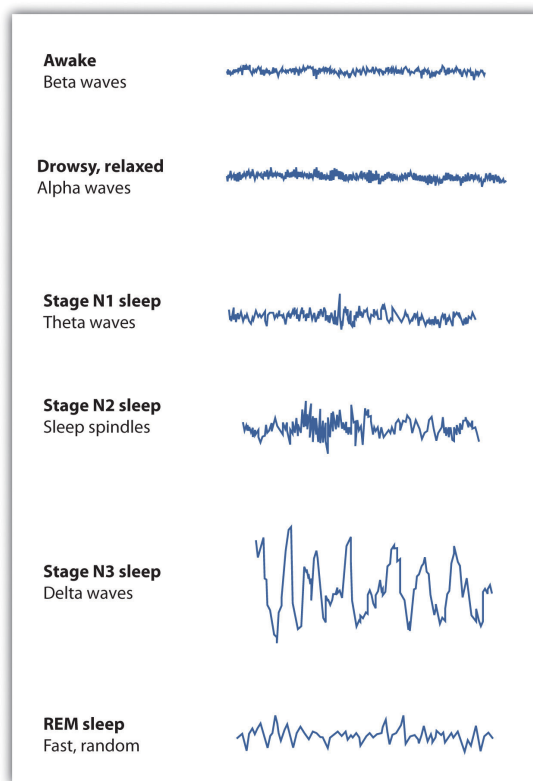 Awake
Beta waves
Drowsy, relaxed
Alpha waves
Stage N1 sleep
Theta waves
Stage N2 sleep
Sleep spindles
Stage N3 sleep
Delta waves
REM sleep
Fast, random